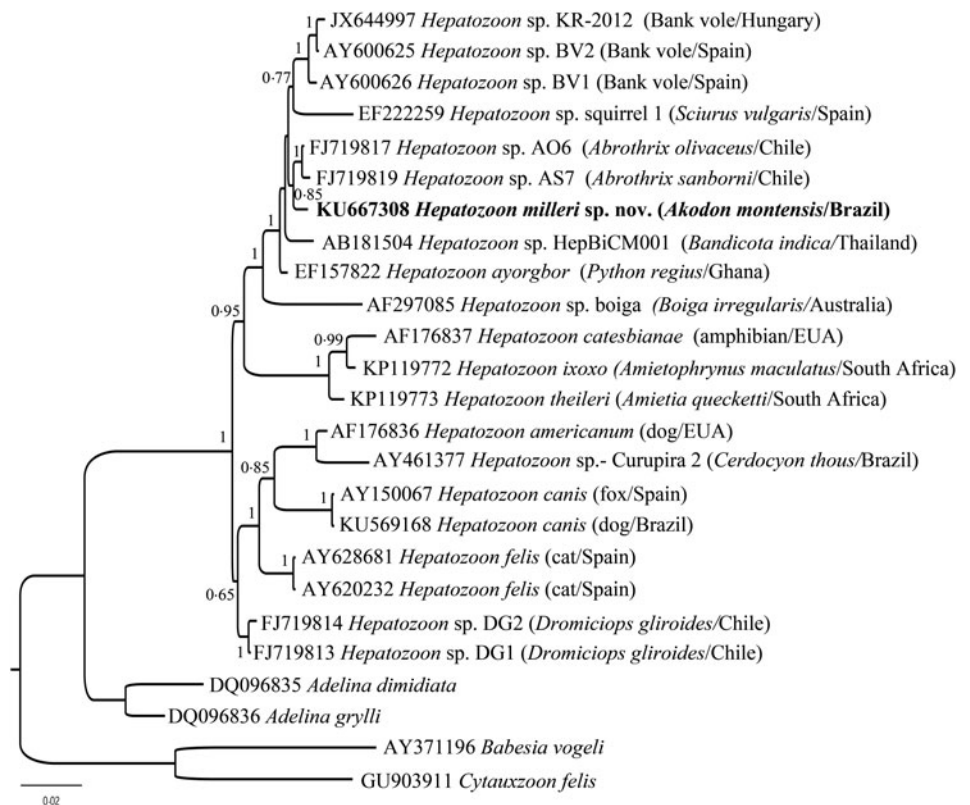 1 JX644997 Hepatozoon sp. KR-2012 (Bank vole/Hungary)
1 AY600625 Hepatozoon sp. BV2 (Bank vole/Spain)
0·77 AY600626 Hepatozoon sp. BV1 (Bank vole/Spain)
EF222259 Hepatozoon sp. squirrel 1 (Sciurus vulgaris/Spain)
1 FJ719817 Hepatozoon sp. AO6 (Abrothrix olivaceus/Chile)
FJ719819 Hepatozoon sp. AS7 (Abrothrix sanborni/Chile)
0·85
KU667308 Hepatozoon milleri sp. nov. (Akodon montensis/Brazil)
1 AB181504 Hepatozoon sp. HepBiCM001 (Bandicota indica/Thailand)
1 EF157822 Hepatozoon ayorgbor (Python regius/Ghana)
0·95 AF297085 Hepatozoon sp. boiga (Boiga irregularis/Australia)
0·99 AF176837 Hepatozoon catesbianae (amphibian/EUA)
1 KP119772 Hepatozoon ixoxo (Amietophrynus maculatus/South Africa)
KP119773 Hepatozoon theileri (Amietia quecketti/South Africa)
1 1 AF176836 Hepatozoon americanum (dog/EUA)
0·85 AY461377 Hepatozoon sp.- Curupira 2 (Cerdocyon thous/Brazil)
1 AY150067 Hepatozoon canis (fox/Spain)
1 KU569168 Hepatozoon canis (dog/Brazil)
1 AY628681 Hepatozoon felis (cat/Spain)
AY620232 Hepatozoon felis (cat/Spain)
0·65
FJ719814 Hepatozoon sp. DG2 (Dromiciops gliroides/Chile)
1 FJ719813 Hepatozoon sp. DG1 (Dromiciops gliroides/Chile)
DQ096835 Adelina dimidiata
DQ096836 Adelina grylli
AY371196 Babesia vogeli
GU903911 Cytauxzoon felis
0·02